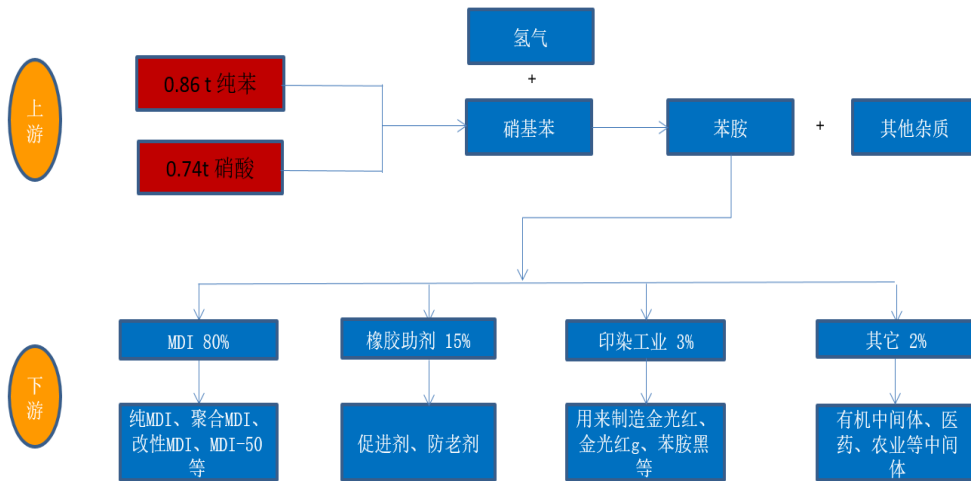 氢气
+
上游
0.86 t 纯苯
0.74t 硝酸
硝基苯
苯胺
+
其他杂质
下游
MDI 80%
橡胶助剂 15%
印染工业 3%
其它 2%
纯MDI、聚合MDI、
改性MDI、MDI-50
等
促进剂、防老剂
用来制造金光红、
金光红g、苯胺黑
等
有机中间体、医
药、农业等中间
体